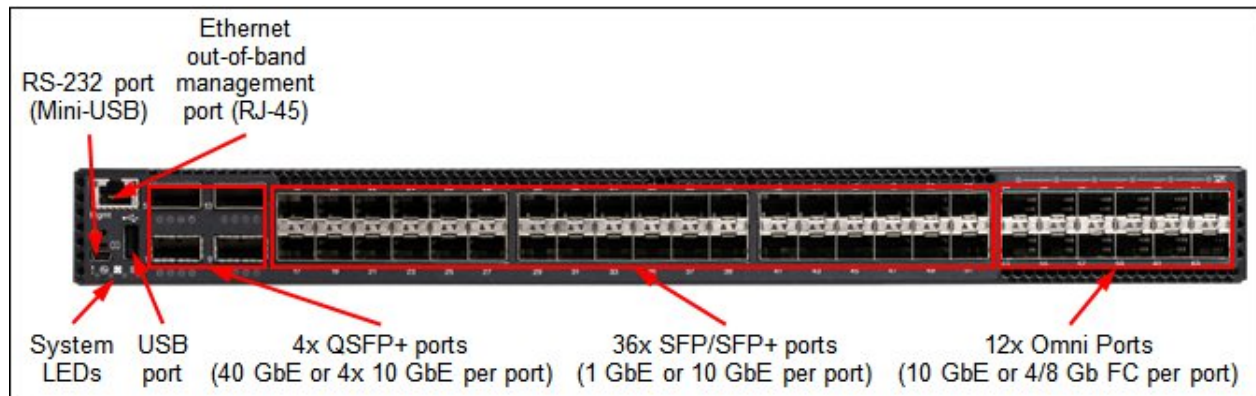 Ethernet
out-of-band
management
port (RJ-45)
RS-232 port
(Mini-USB)
Mgmt
System
LEDs
USB
port
4x QSFP+ ports
(40 GbE or 4x 10 GbE per port)
36x SFP/SFP+ ports
(1 GbE or 10 GbE per port)
12x Omni Ports
(10 GbE or 4/8 Gb FC per port)